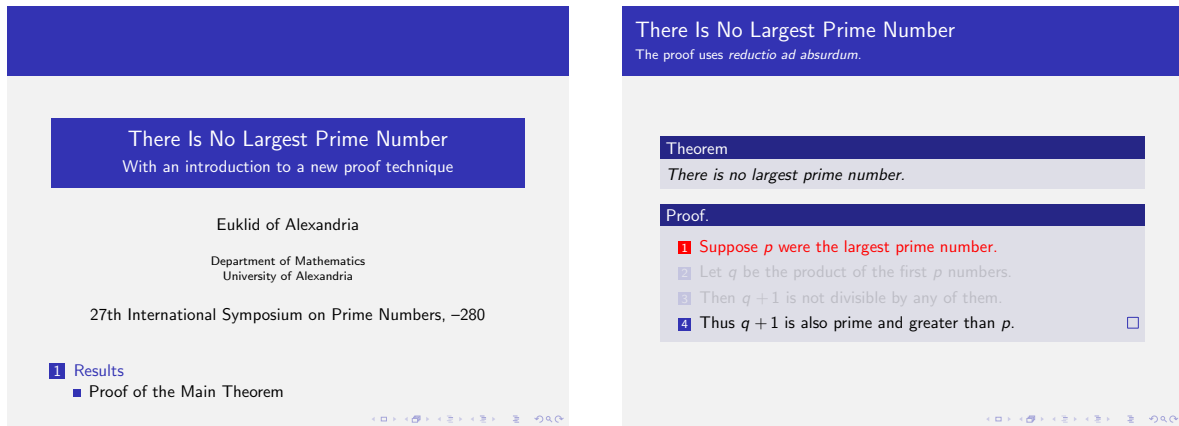 There Is No Largest Prime Number
With an introduction to a new proof technique
Euklid of Alexandria
Department of Mathematics
University of Alexandria
27th International Symposium on Prime Numbers, –280
1 Results
Proof of the Main Theorem
There Is No Largest Prime Number
The proof uses reductio ad absurdum.
Theorem
There is no largest prime number.
Proof.
1 Suppose p were the largest prime number.
2 Let q be the product of the first p numbers.
3 Then q + 1 is not divisible by any of them.
4 Thus q + 1 is also prime and greater than p.